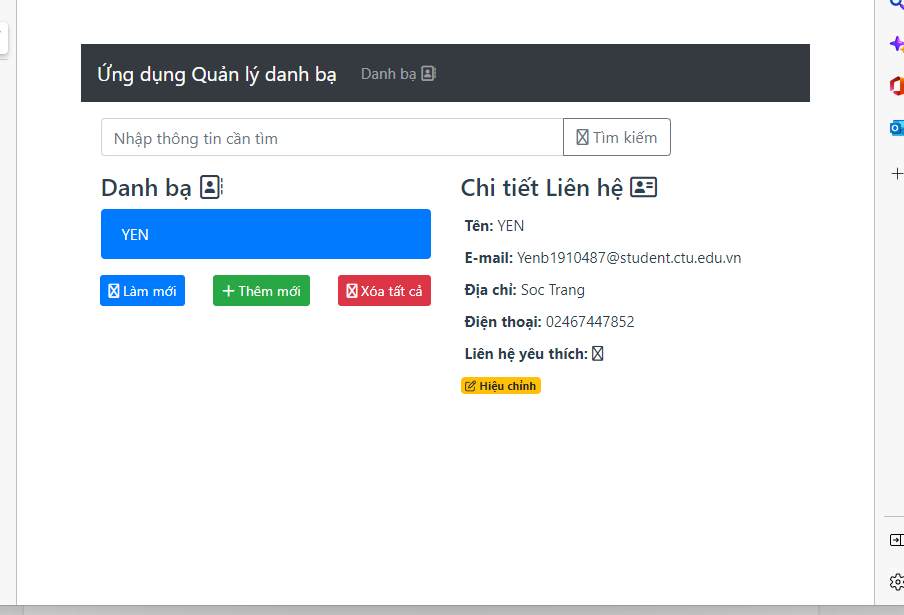 Ứng dụng Quản lý danh bạ Danh bạ
Nhập thông tin cần tìm
Tìm kiếm
Danh bạ
YEN
Làm mới
Thêm mới
Xóa tất cả
Chi tiết Liên hệ
Tên: YEN
E-mail: Yenb1910487@student.ctu.edu.vn
Địa chỉ: Soc Trang
Điện thoại: 02467447852
Liên hệ yêu thích:
Hiệu chỉnh